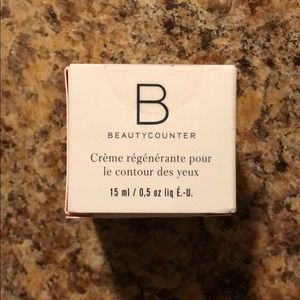 B
BEAUTYCOUNTER
Crème régénérante pour
le contour des yeux
15 ml / 0,5 oz liq É.-U.